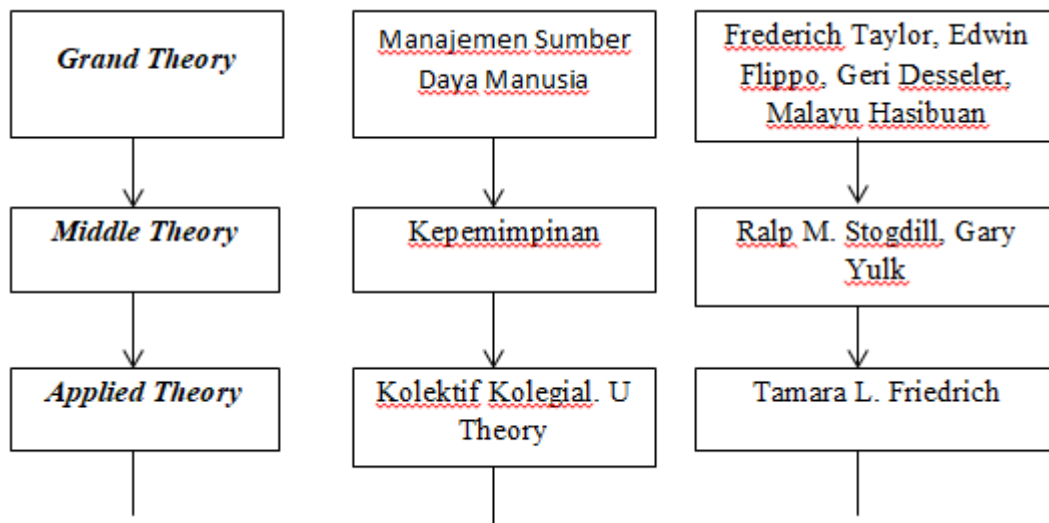 Grand Theory
Manajemen Sumber
Daya Manusia
Frederich Taylor, Edwin
Flippo, Geri Desseler,
Malayu Hasibuan
Middle Theory
Kepemimpinan
Ralp M. Stogdill, Gary
Yulk
Applied Theory
Kolektif Kolegial. U
Theory
Tamara L. Friedrich